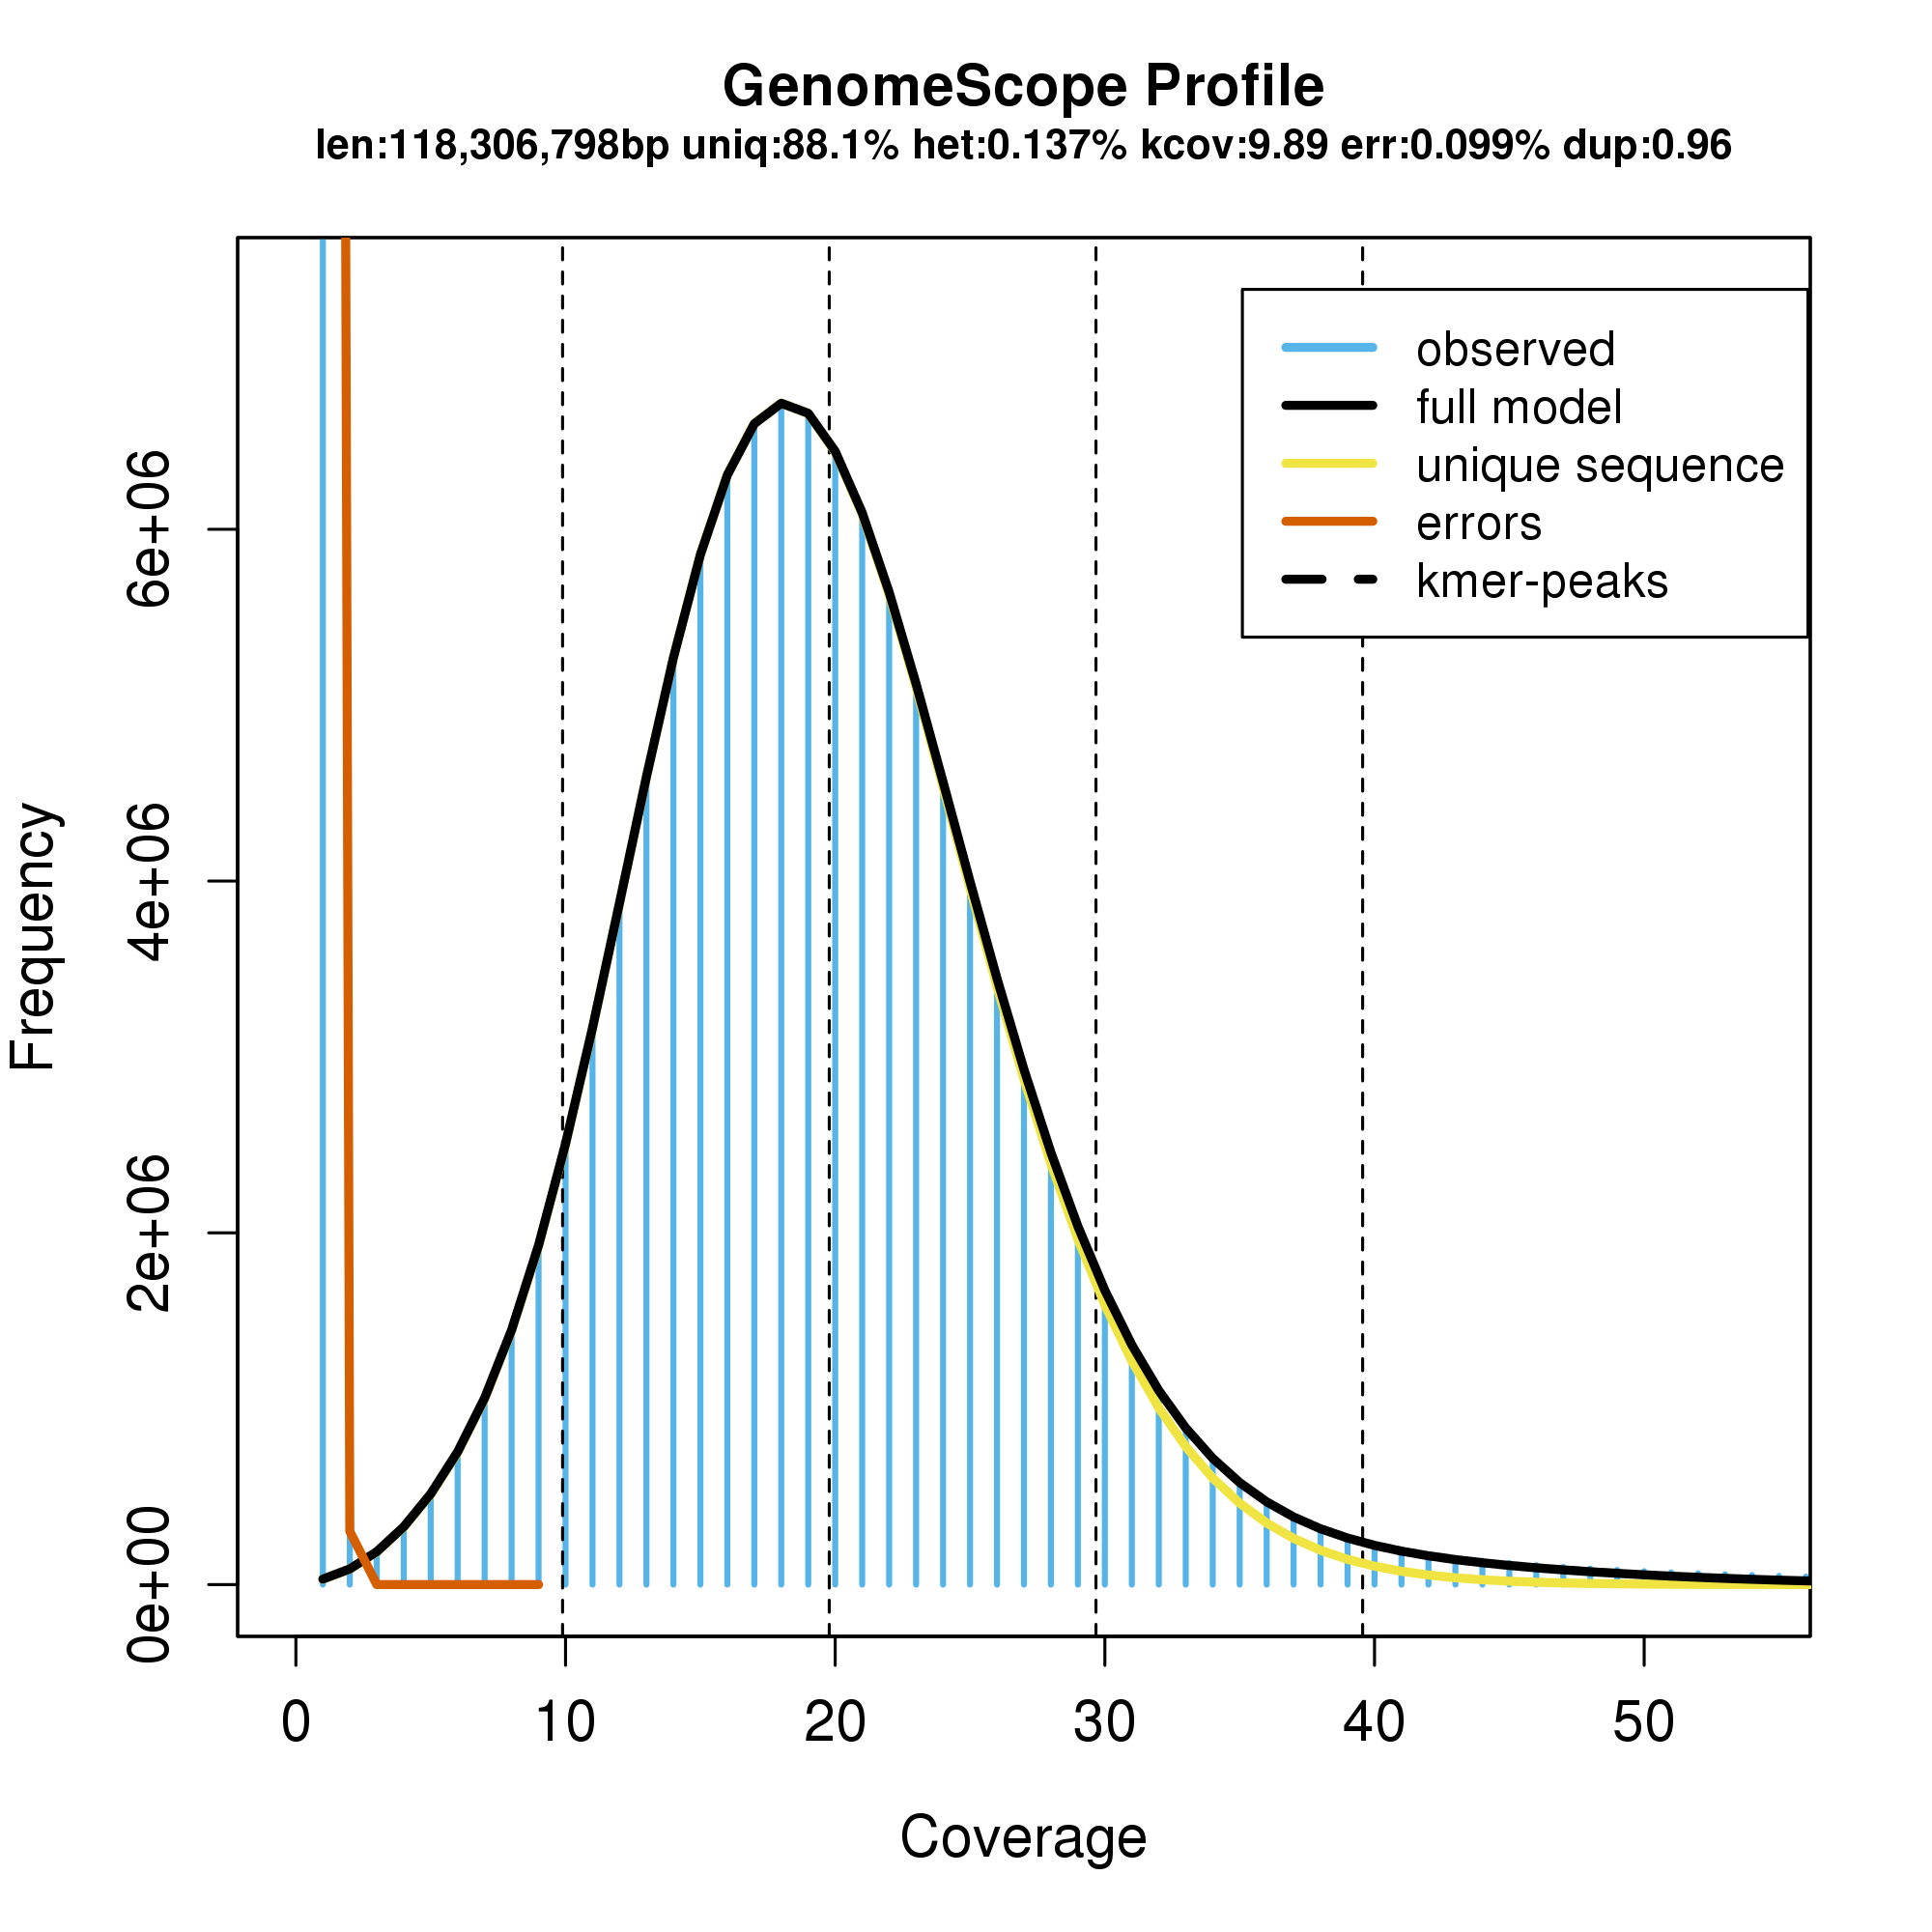 GenomeScope Profile
len:118,306,798bp uniq:88.1% het:0.137% kcov:9.89 err:0.099% dup:0.96
observed
full model
unique sequence
errors
kmer-peaks
Frequency
6e+06
4e+06
2e+06
0e+00
0 10 20 30 40 50
Coverage